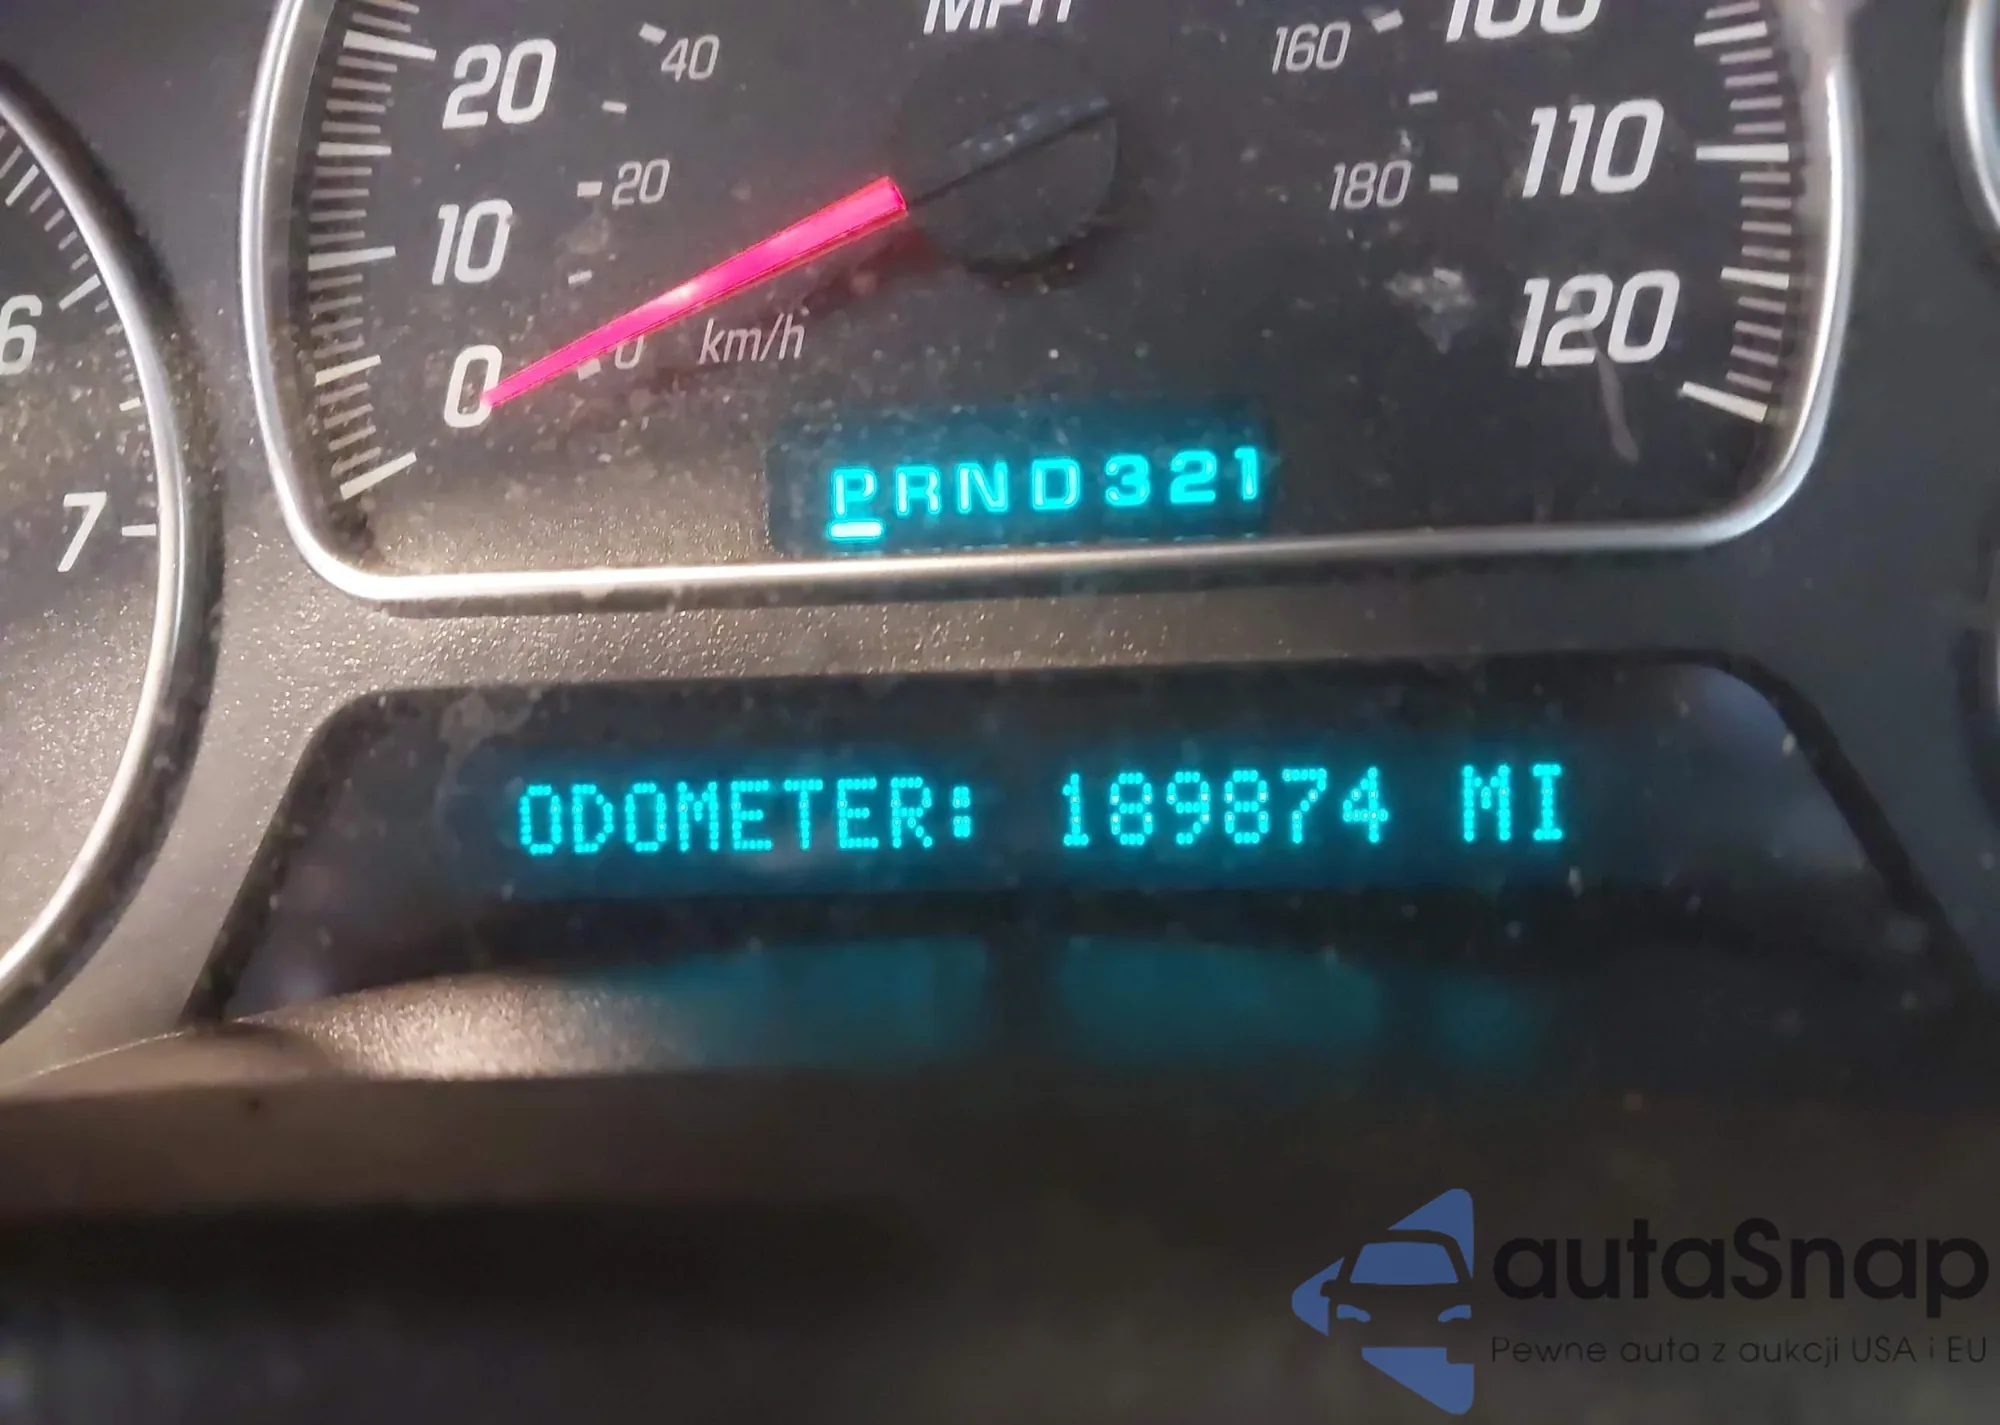 MPH
20 40 160 100
10 20 180 110
0 0 km/h 120
6
7
PRND321
ODOMETER: 189874 MI
autaSnap
Pewne auta z aukcji USA i EU